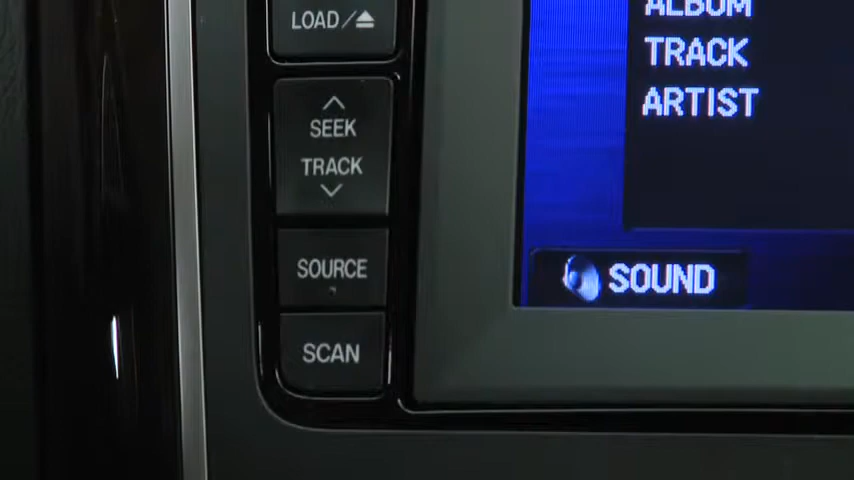 LOAD/⏏
SEEK
TRACK
SOURCE
SCAN
ALBUM
TRACK
ARTIST
SOUND